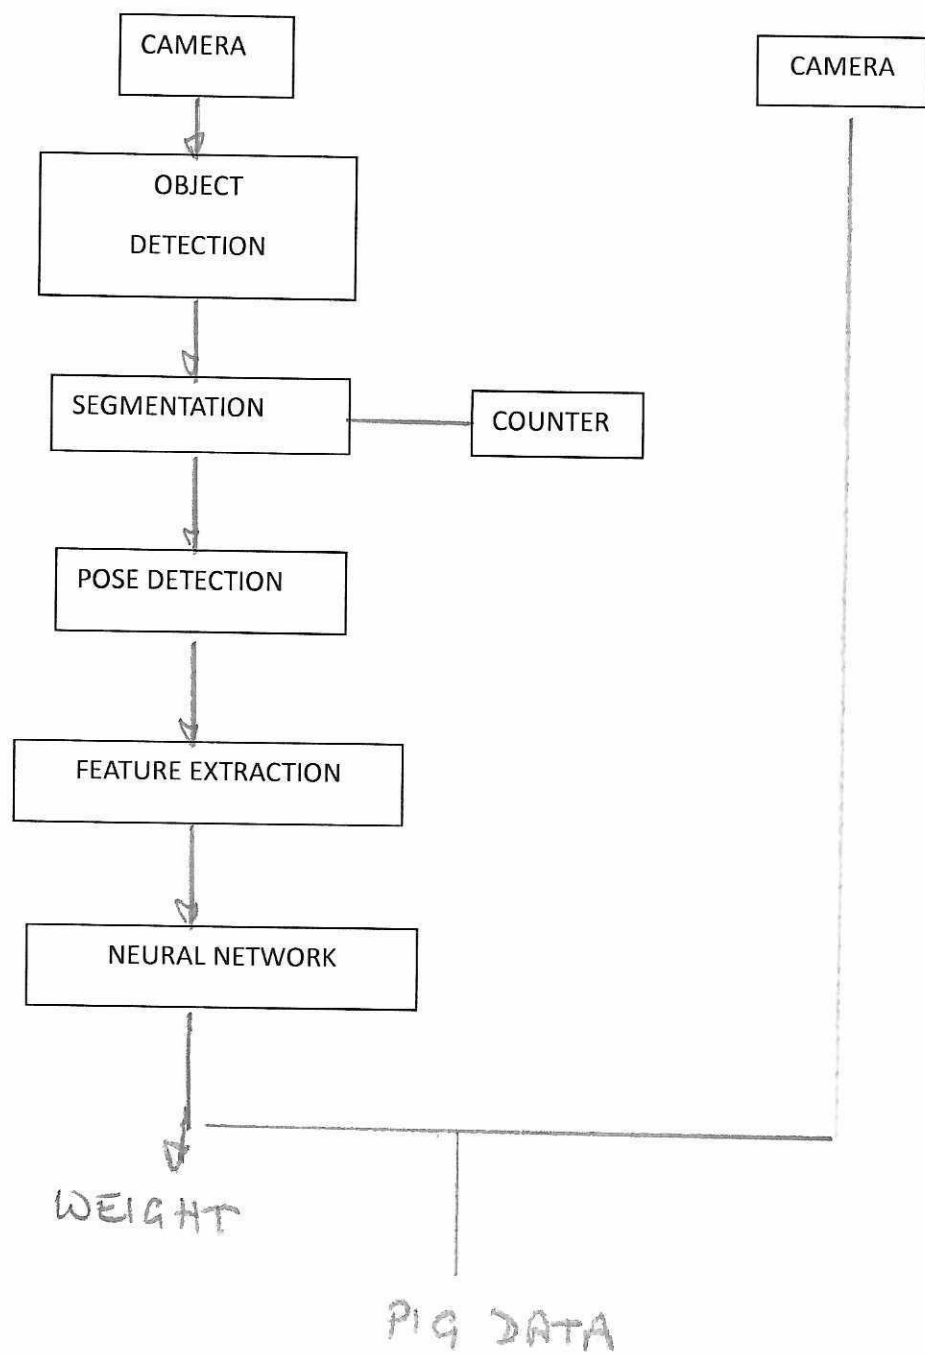 CAMERA
CAMERA
OBJECT
DETECTION
SEGMENTATION
COUNTER
POSE DETECTION
FEATURE EXTRACTION
NEURAL NETWORK
WEIGHT
PIG DATA